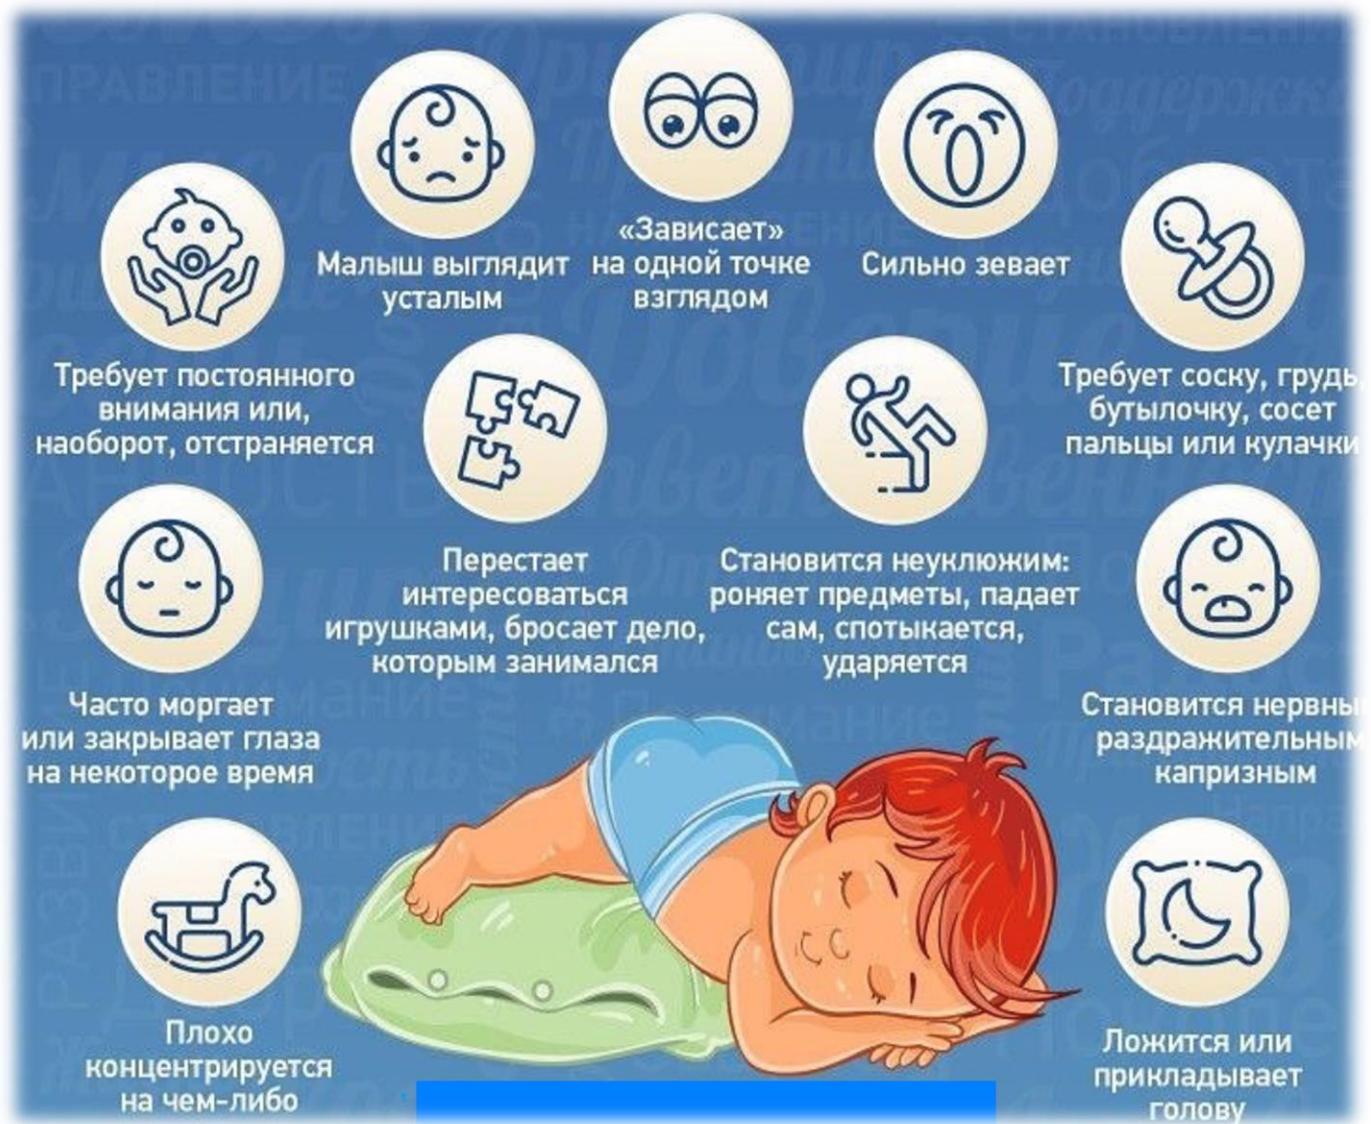 Малыш выглядит
усталым
«Зависает»
на одной точке
взглядом
Сильно зевает
Требует постоянного
внимания или,
наоборот, отстраняется
Требует соску, грудь,
бутылочку, сосет
пальцы или кулачки
Перестает
интересоваться
игрушками, бросает дело,
которым занимался
Становится неуклюжим:
роняет предметы, падает
сам, спотыкается,
ударяется
Часто моргает
или закрывает глаза
на некоторое время
Становится нервны
раздражительным
капризным
Плохо
концентрируется
на чем-либо
Ложится или
прикладывает
голову